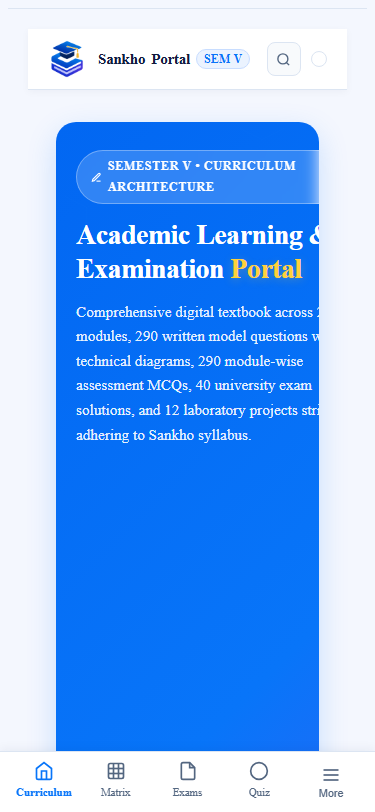 Sankho Portal SEM V
SEMESTER V • CURRICULUM
ARCHITECTURE
Academic Learning &
Examination Portal
Comprehensive digital textbook across
modules, 290 written model questions
technical diagrams, 290 module-wise
assessment MCQs, 40 university exam
solutions, and 12 laboratory projects
adhering to Sankho syllabus.
Curriculum Matrix Exams Quiz More